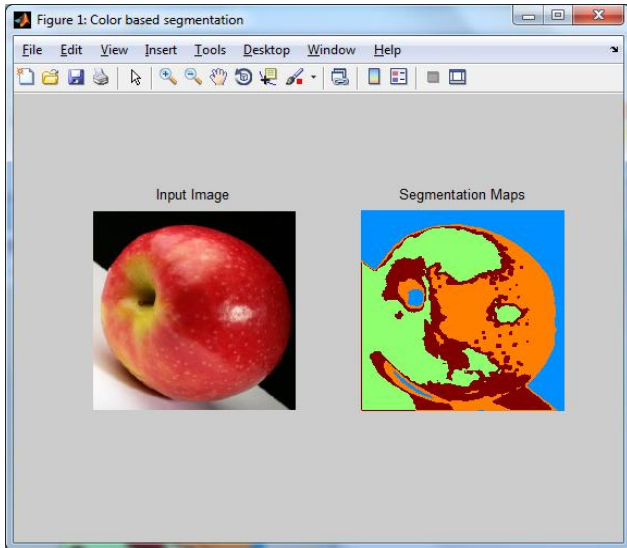 Figure 1: Color based segmentation
File Edit View Insert Tools Desktop Window Help
Input Image Segmentation Maps